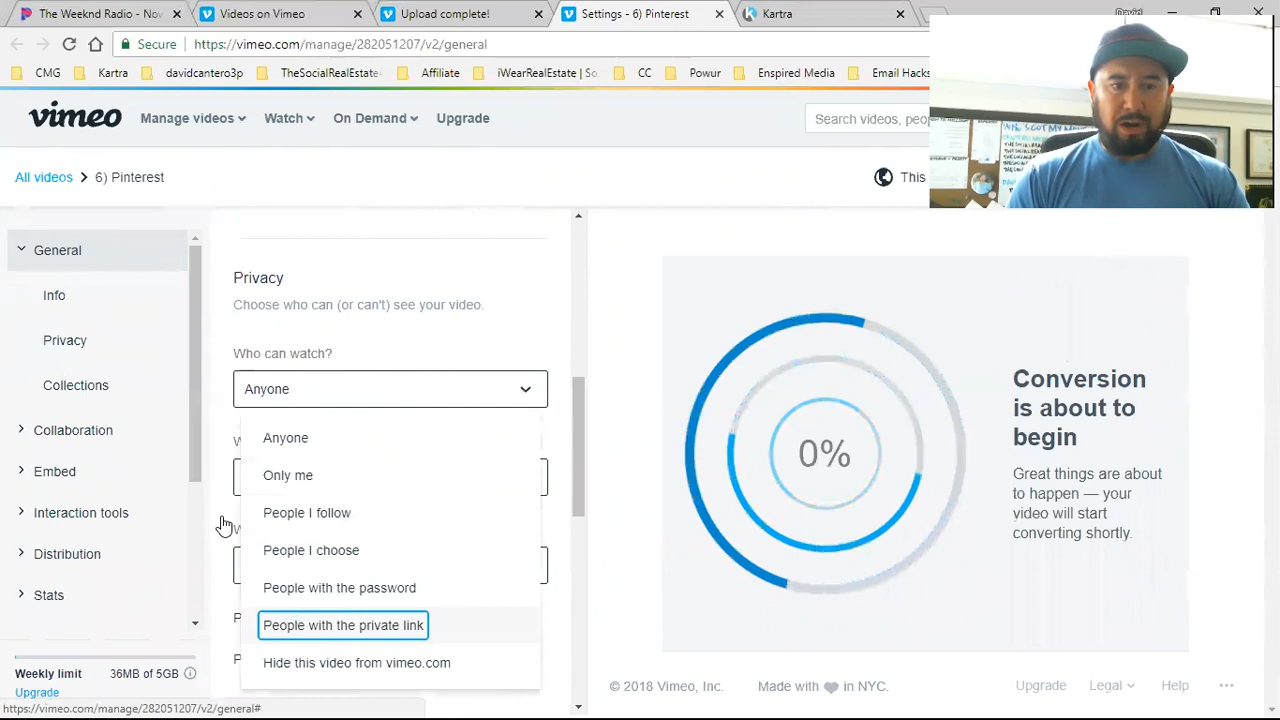 The Weeknd Radio - Nov
Videos on Vimeo
Upload complete!
Settings - 6) Pinterest
Kartra
David
Secure
https://vimeo.com/manage/282051207/v2/general
CMG
Kartra
davidcantero.cp
TheSocialRealEstate
Affiliate
iWearRealEstate | So
CC
Powur
Enspired Media
Email Hacks
vimeo
Manage videos
Watch
On Demand
Upgrade
Search videos, peop
All videos > 6) Pinterest
This
General
Info
Privacy
Collections
Collaboration
Embed
Interaction tools
Distribution
Stats
Weekly limit
36MB of 5GB
Upgrade
https://vimeo.com/manage/282051207/v2/general#
Privacy
Choose who can (or can't) see your video.
Who can watch?
Anyone
Anyone
Only me
People I follow
People I choose
People with the password
People with the private link
Hide this video from vimeo.com
0%
Conversion
is about to
begin
Great things are about
to happen — your
video will start
converting shortly.
© 2018 Vimeo, Inc.
Made with
in NYC.
Upgrade
Legal
Help